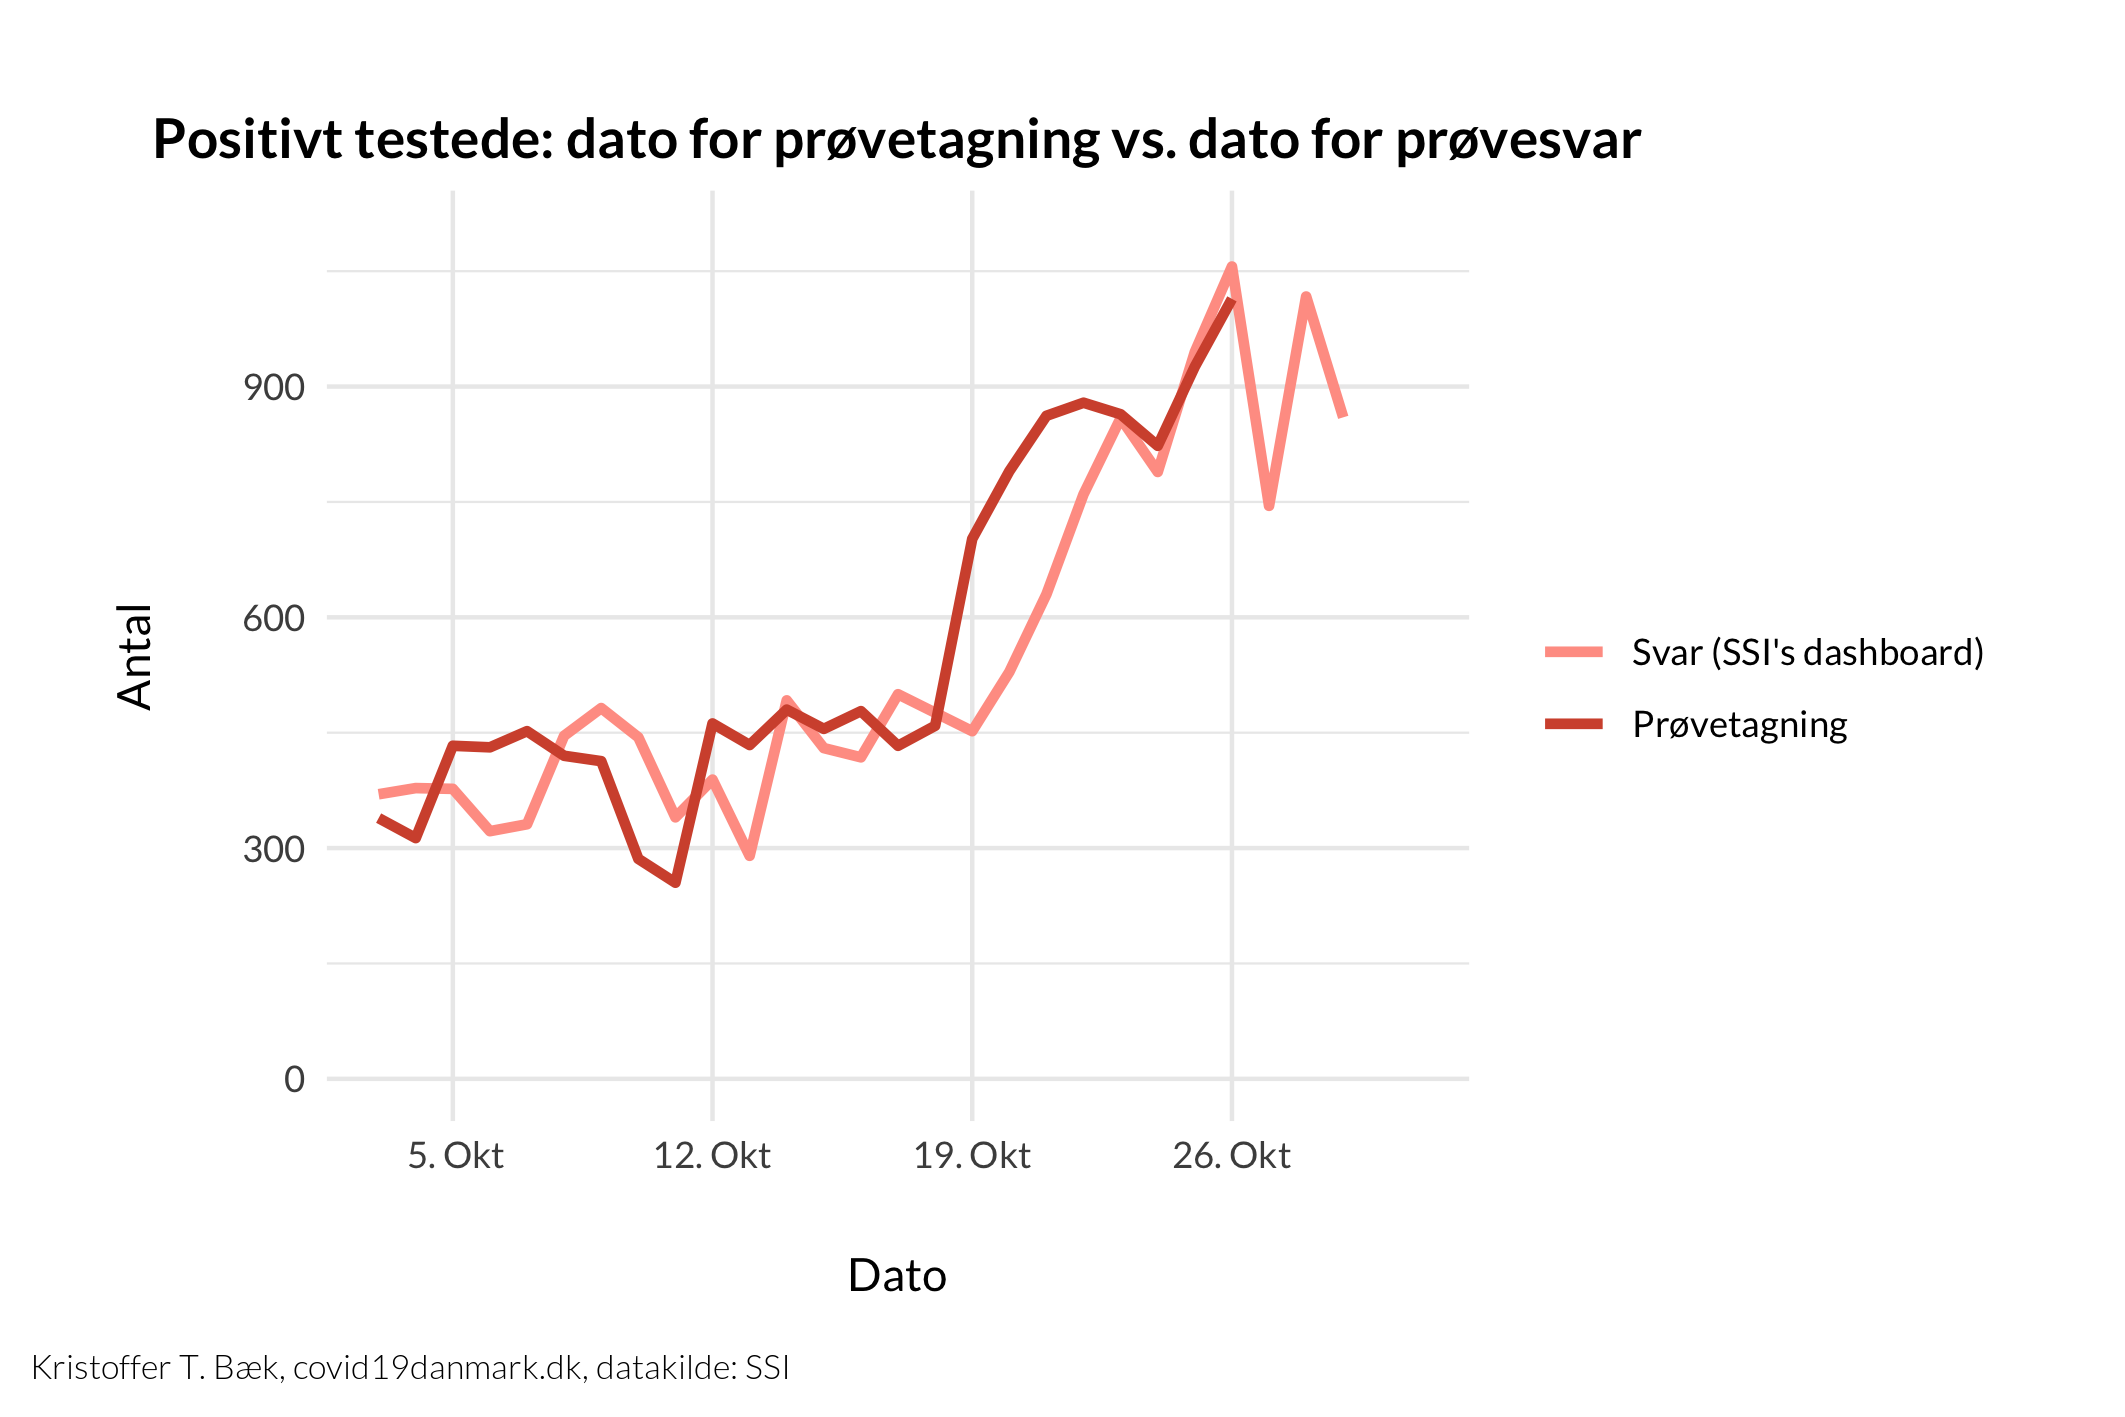 Positivt testede: dato for prøvetagning vs. dato for prøvesvar
Antal
900
600
300
0
5. Okt
12. Okt
19. Okt
26. Okt
Dato
Svar (SSI's dashboard)
Prøvetagning
Kristoffer T. Bæk, covid19danmark.dk, datakilde: SSI